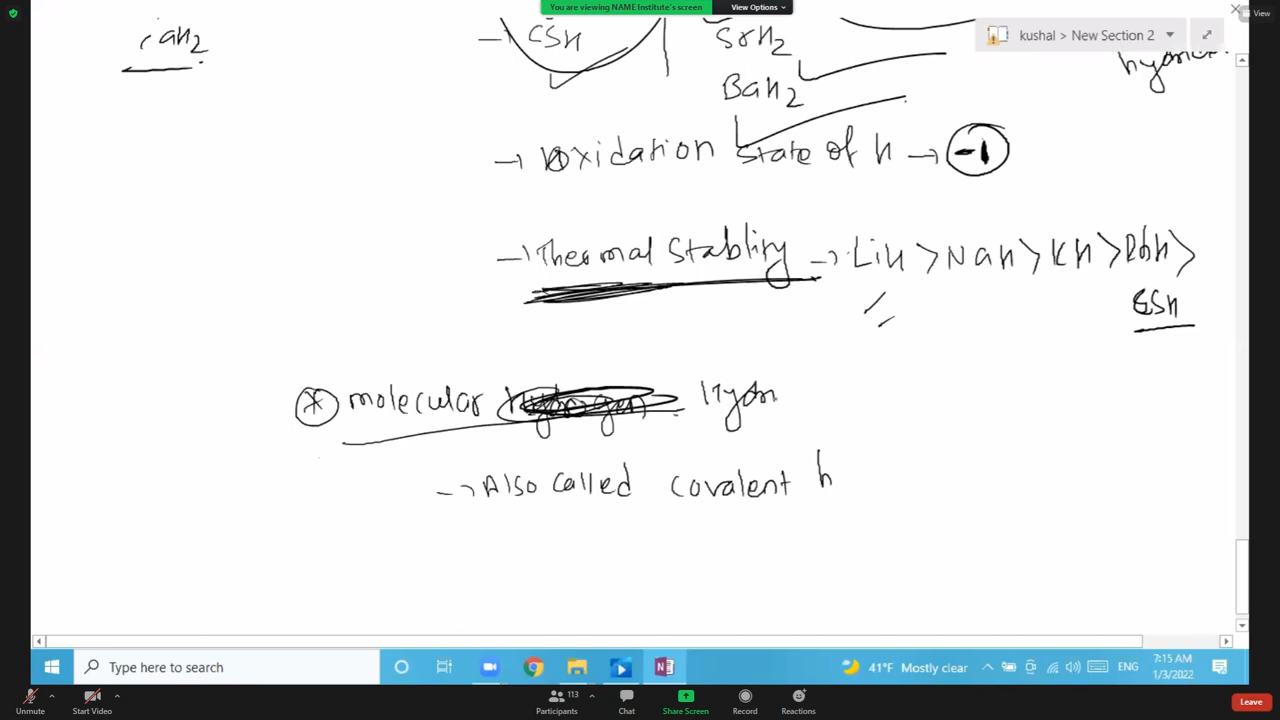 You are viewing NAME Institute's screen View Options
View
kushal > New Section 2
CaH2
→ CsH SrH2
BaH2
→ Oxidation state of H → -1
→ Thermal Stablity → LiH > NaH > KH > RbH >
CSH
* molecular hydrogen Hydri
→ Also called covalent h
Type here to search
41°F Mostly clear ENG
7:15 AM
1/3/2022
Unmute Start Video Participants 113 Chat Share Screen Record Reactions Leave